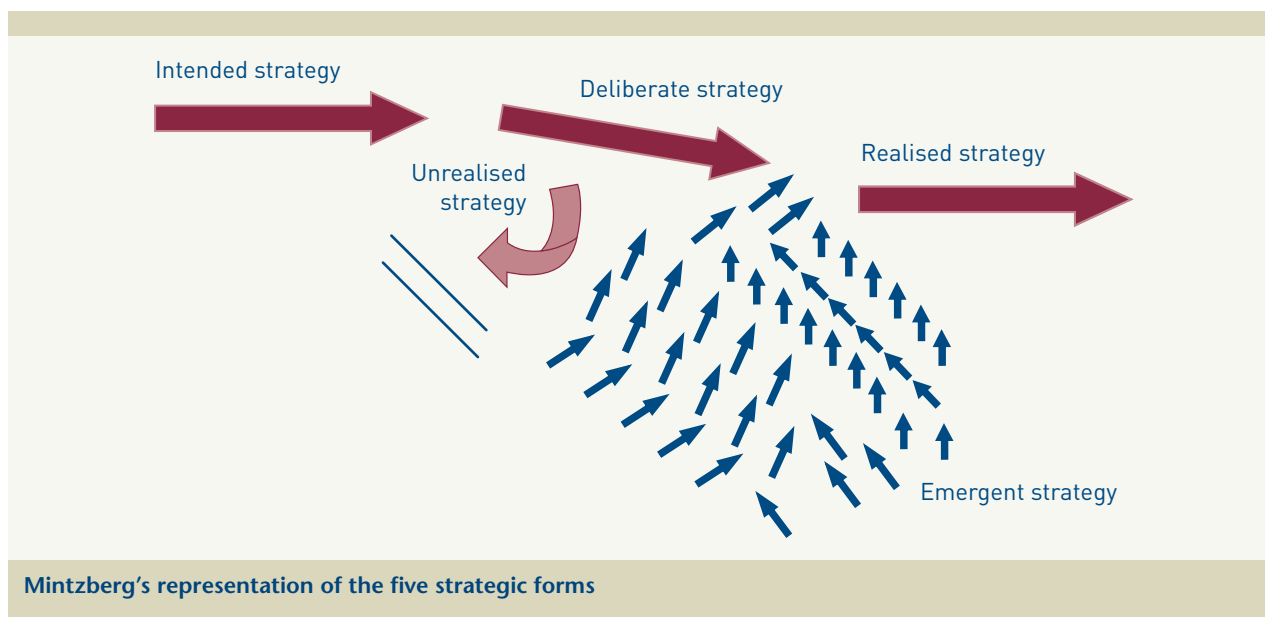 Intended strategy
Deliberate strategy
Realised strategy
Unrealised
strategy
Emergent strategy
Mintzberg's representation of the five strategic forms